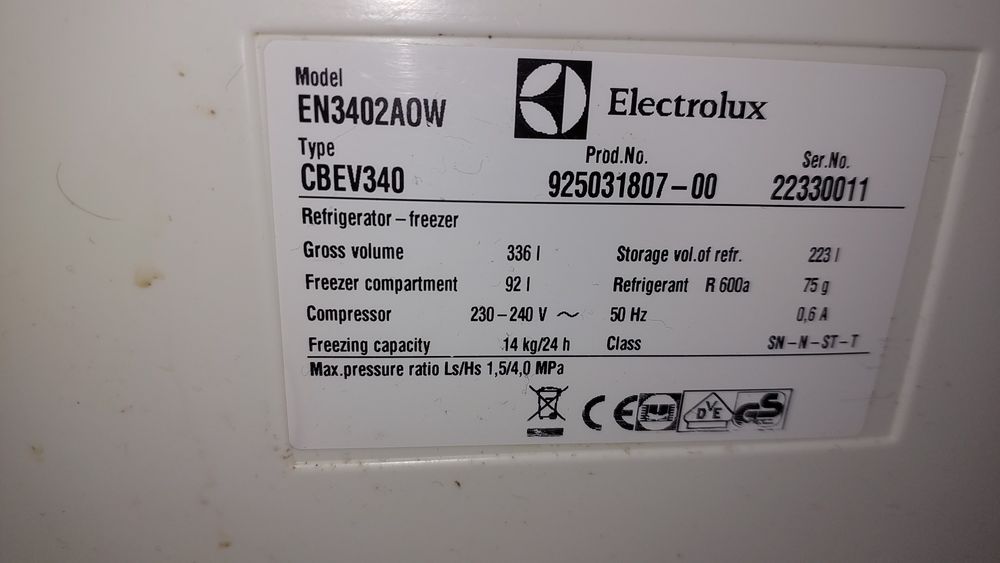 Model
EN3402AOW
Electrolux
Type
CBEV340
Prod.No.
925031807-00
Ser.No.
22330011
Refrigerator-freezer
Gross volume 336 l Storage vol.of refr. 223 l
Freezer compartment 92 l Refrigerant R 600a 75 g
Compressor 230-240 V ~ 50 Hz 0,6 A
Freezing capacity 14 kg/24 h Class SN-N-ST-T
Max.pressure ratio Ls/Hs 1,5/4,0 MPa
CE DVE GS